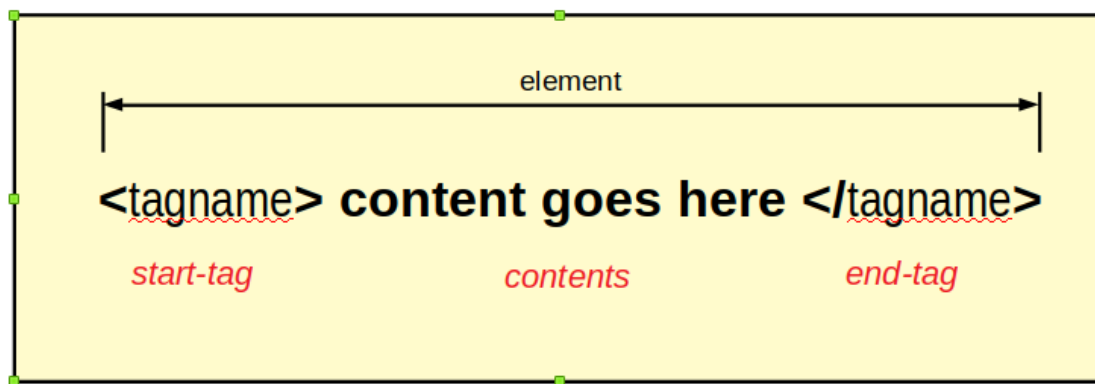 element
<tagname> content goes here </tagname>
start-tag contents end-tag